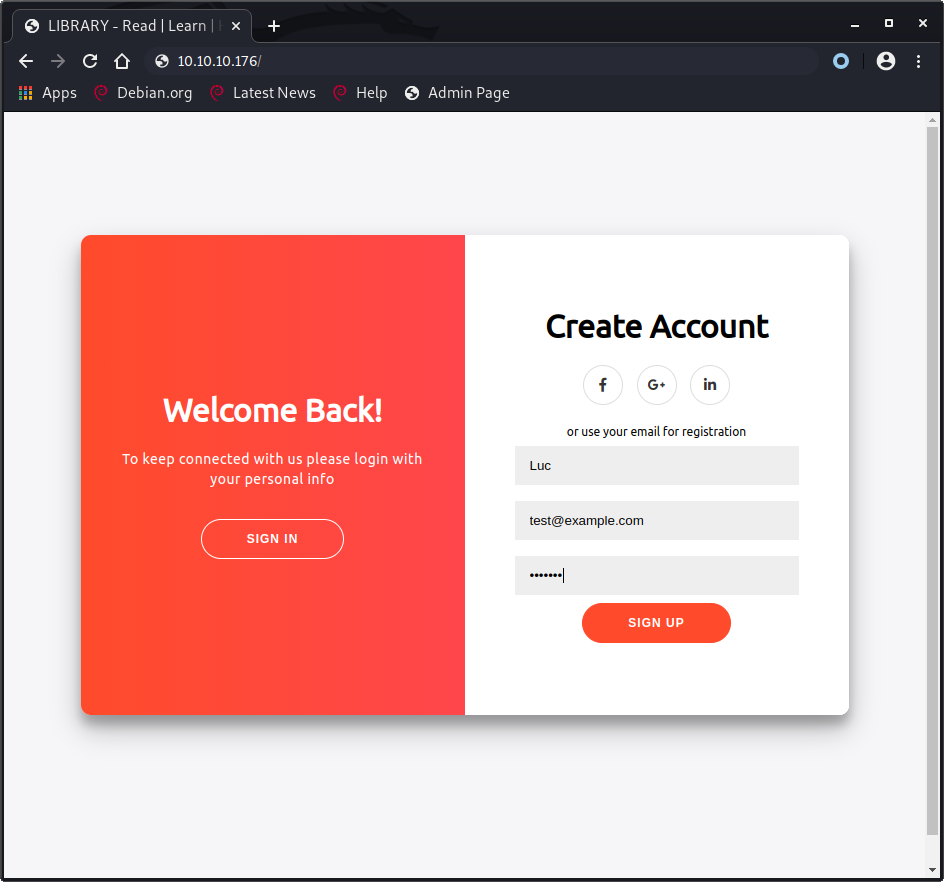 LIBRARY - Read | Learn |
10.10.10.176/
Apps Debian.org Latest News Help Admin Page
Create Account
f G+ in
or use your email for registration
Luc
test@example.com
•••••••
SIGN UP
Welcome Back!
To keep connected with us please login with
your personal info
SIGN IN